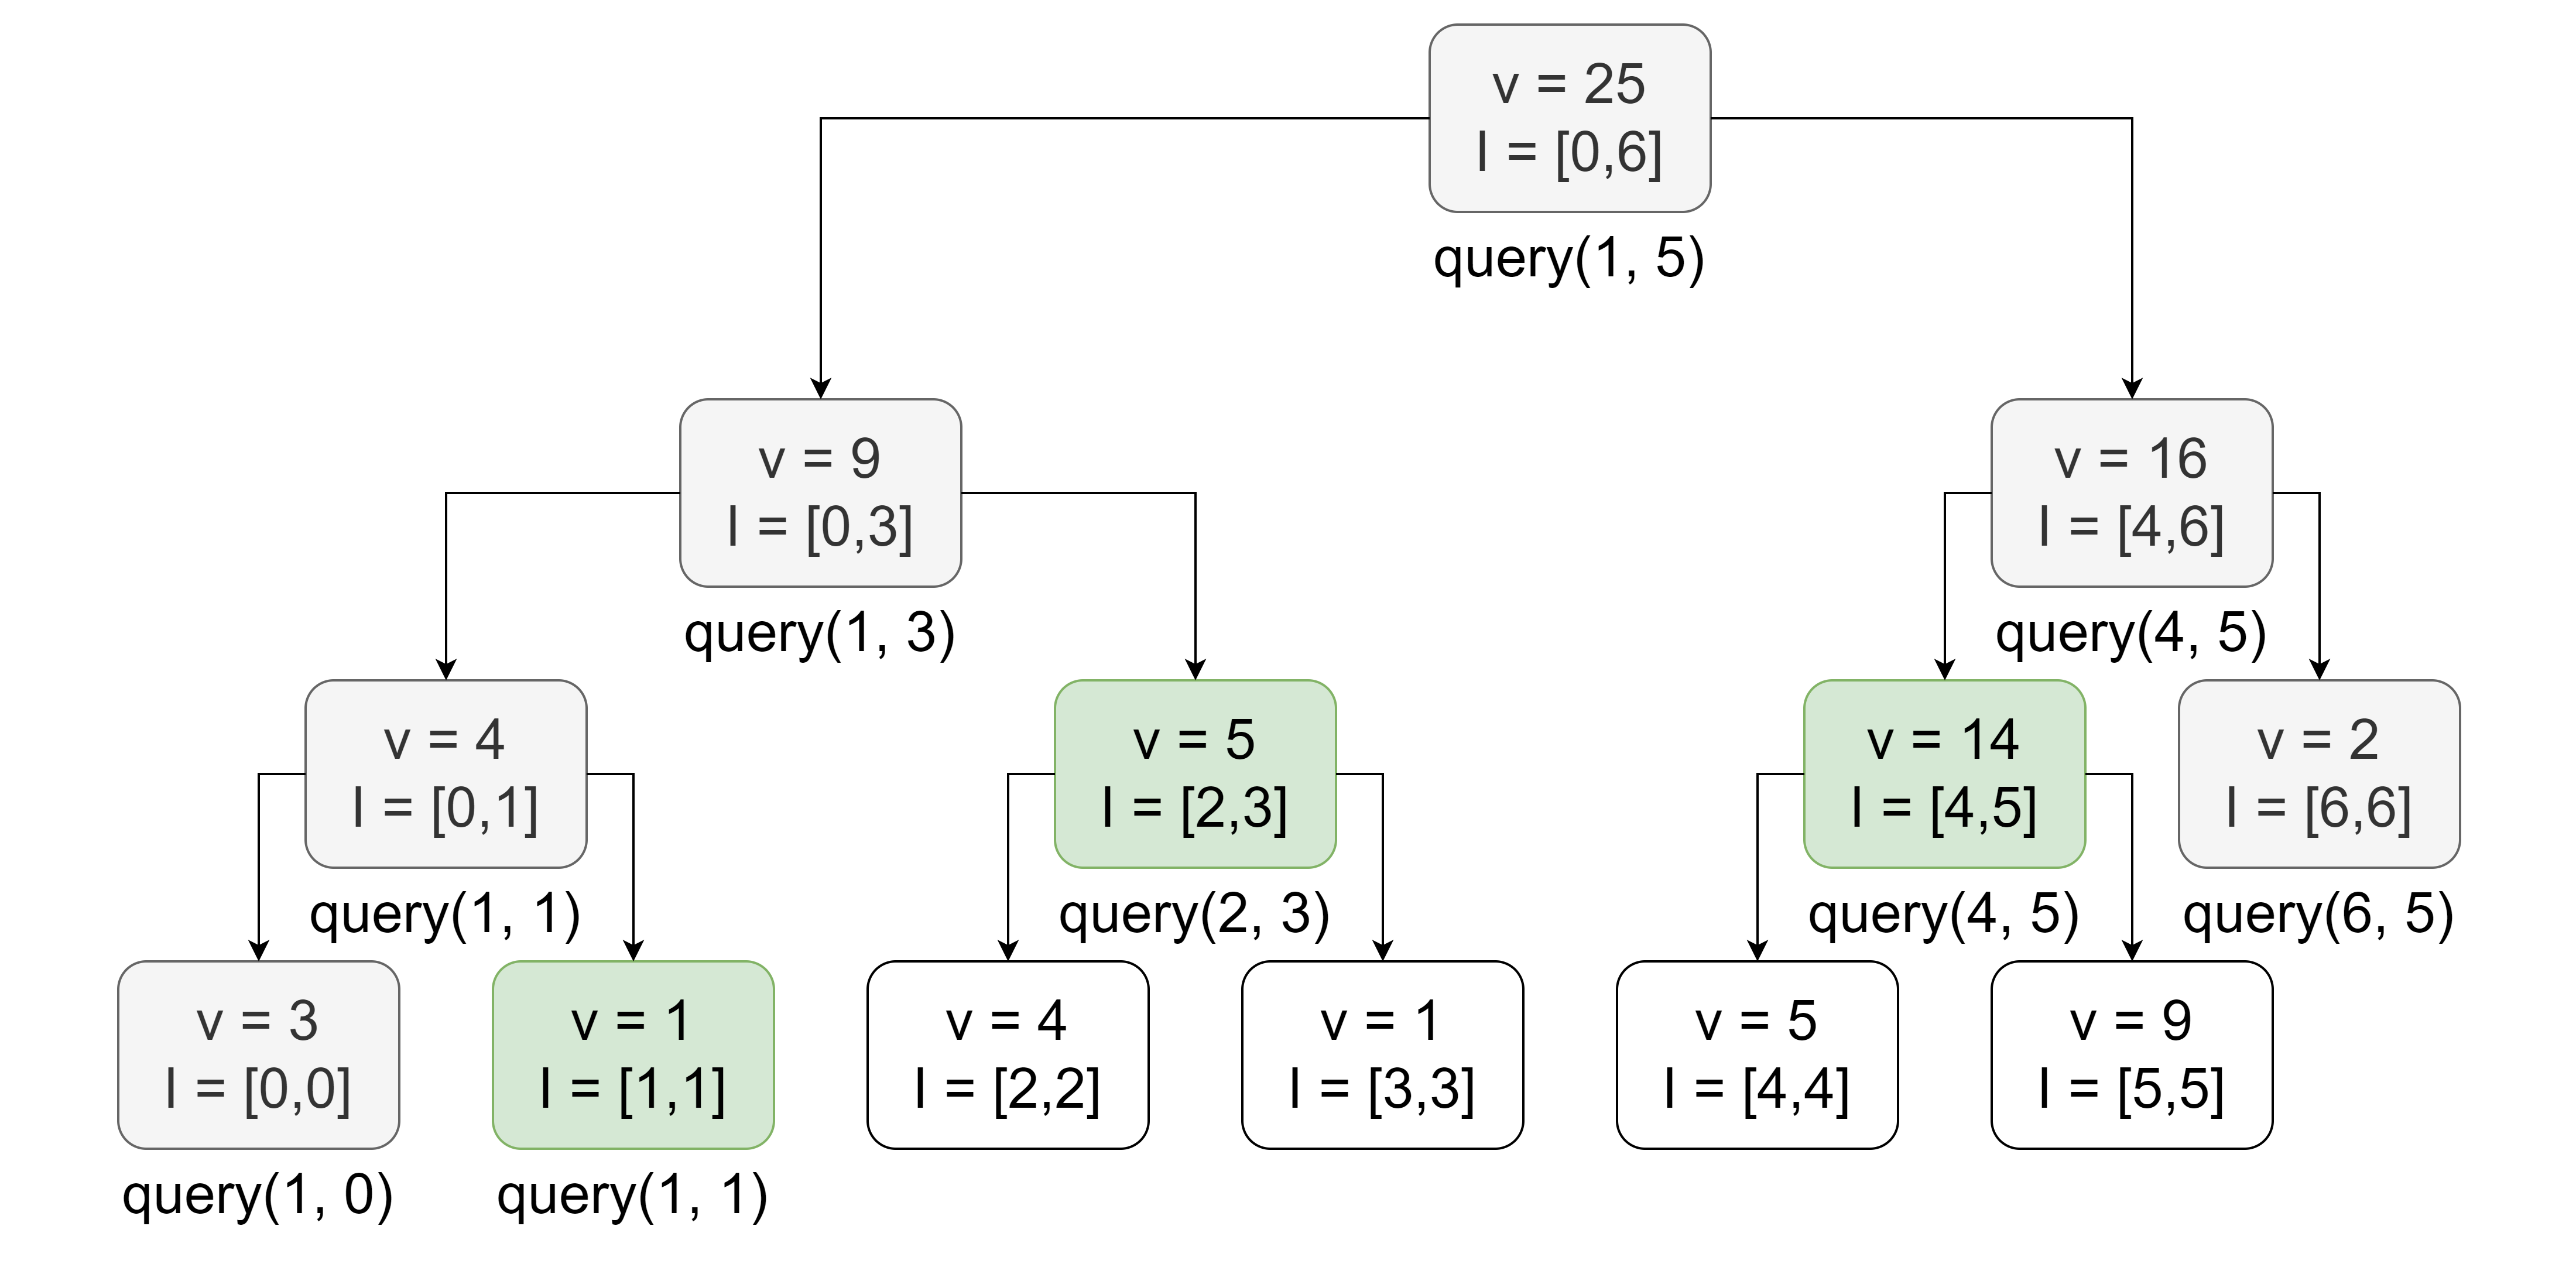 v = 25
I = [0,6]
query(1, 5)
v = 9
I = [0,3]
query(1, 3)
v = 16
I = [4,6]
query(4, 5)
v = 4
I = [0,1]
query(1, 1)
v = 5
I = [2,3]
query(2, 3)
v = 14
I = [4,5]
query(4, 5)
v = 2
I = [6,6]
query(6, 5)
v = 3
I = [0,0]
query(1, 0)
v = 1
I = [1,1]
query(1, 1)
v = 4
I = [2,2]
v = 1
I = [3,3]
v = 5
I = [4,4]
v = 9
I = [5,5]